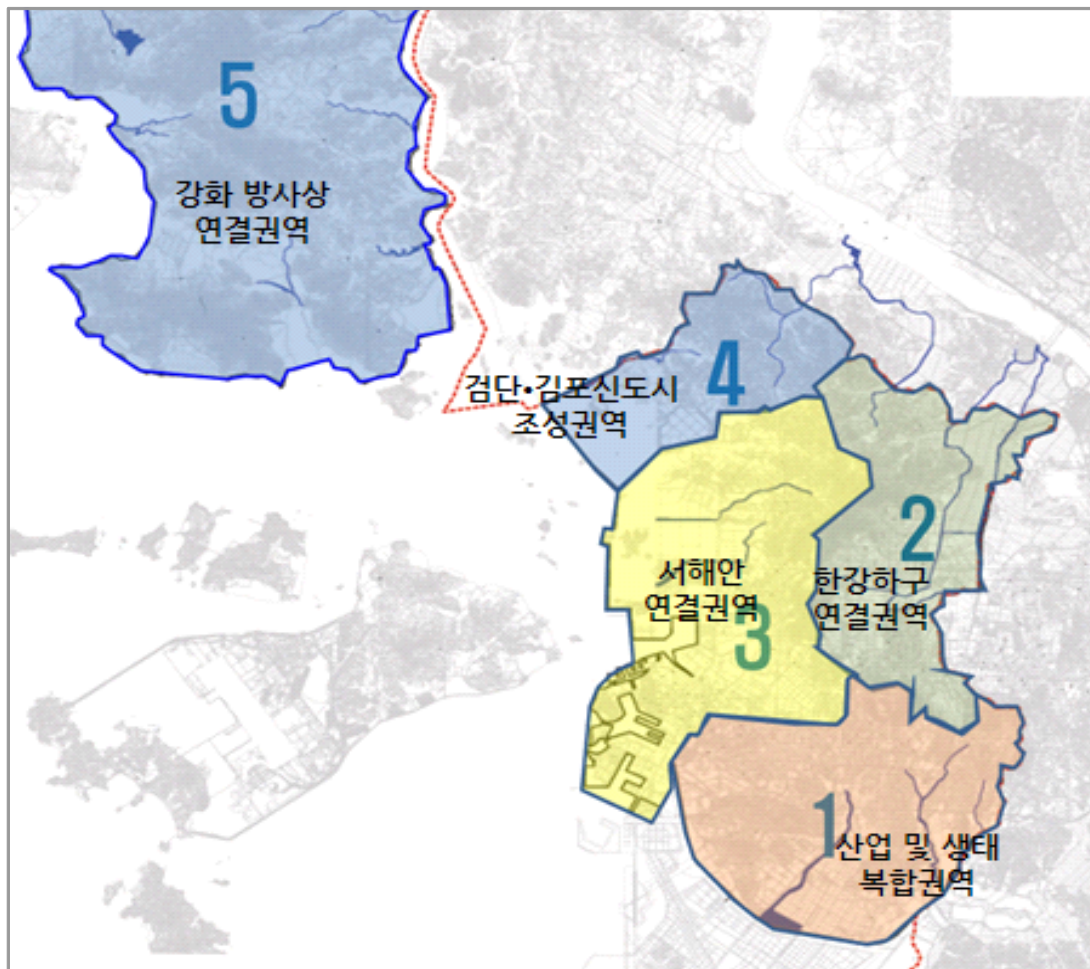 5
강화 방사상
연결권역
4
검단•김포신도시
조성권역
2
한강하구
연결권역
서해안
연결권역
3
1
산업 및 생태
복합권역